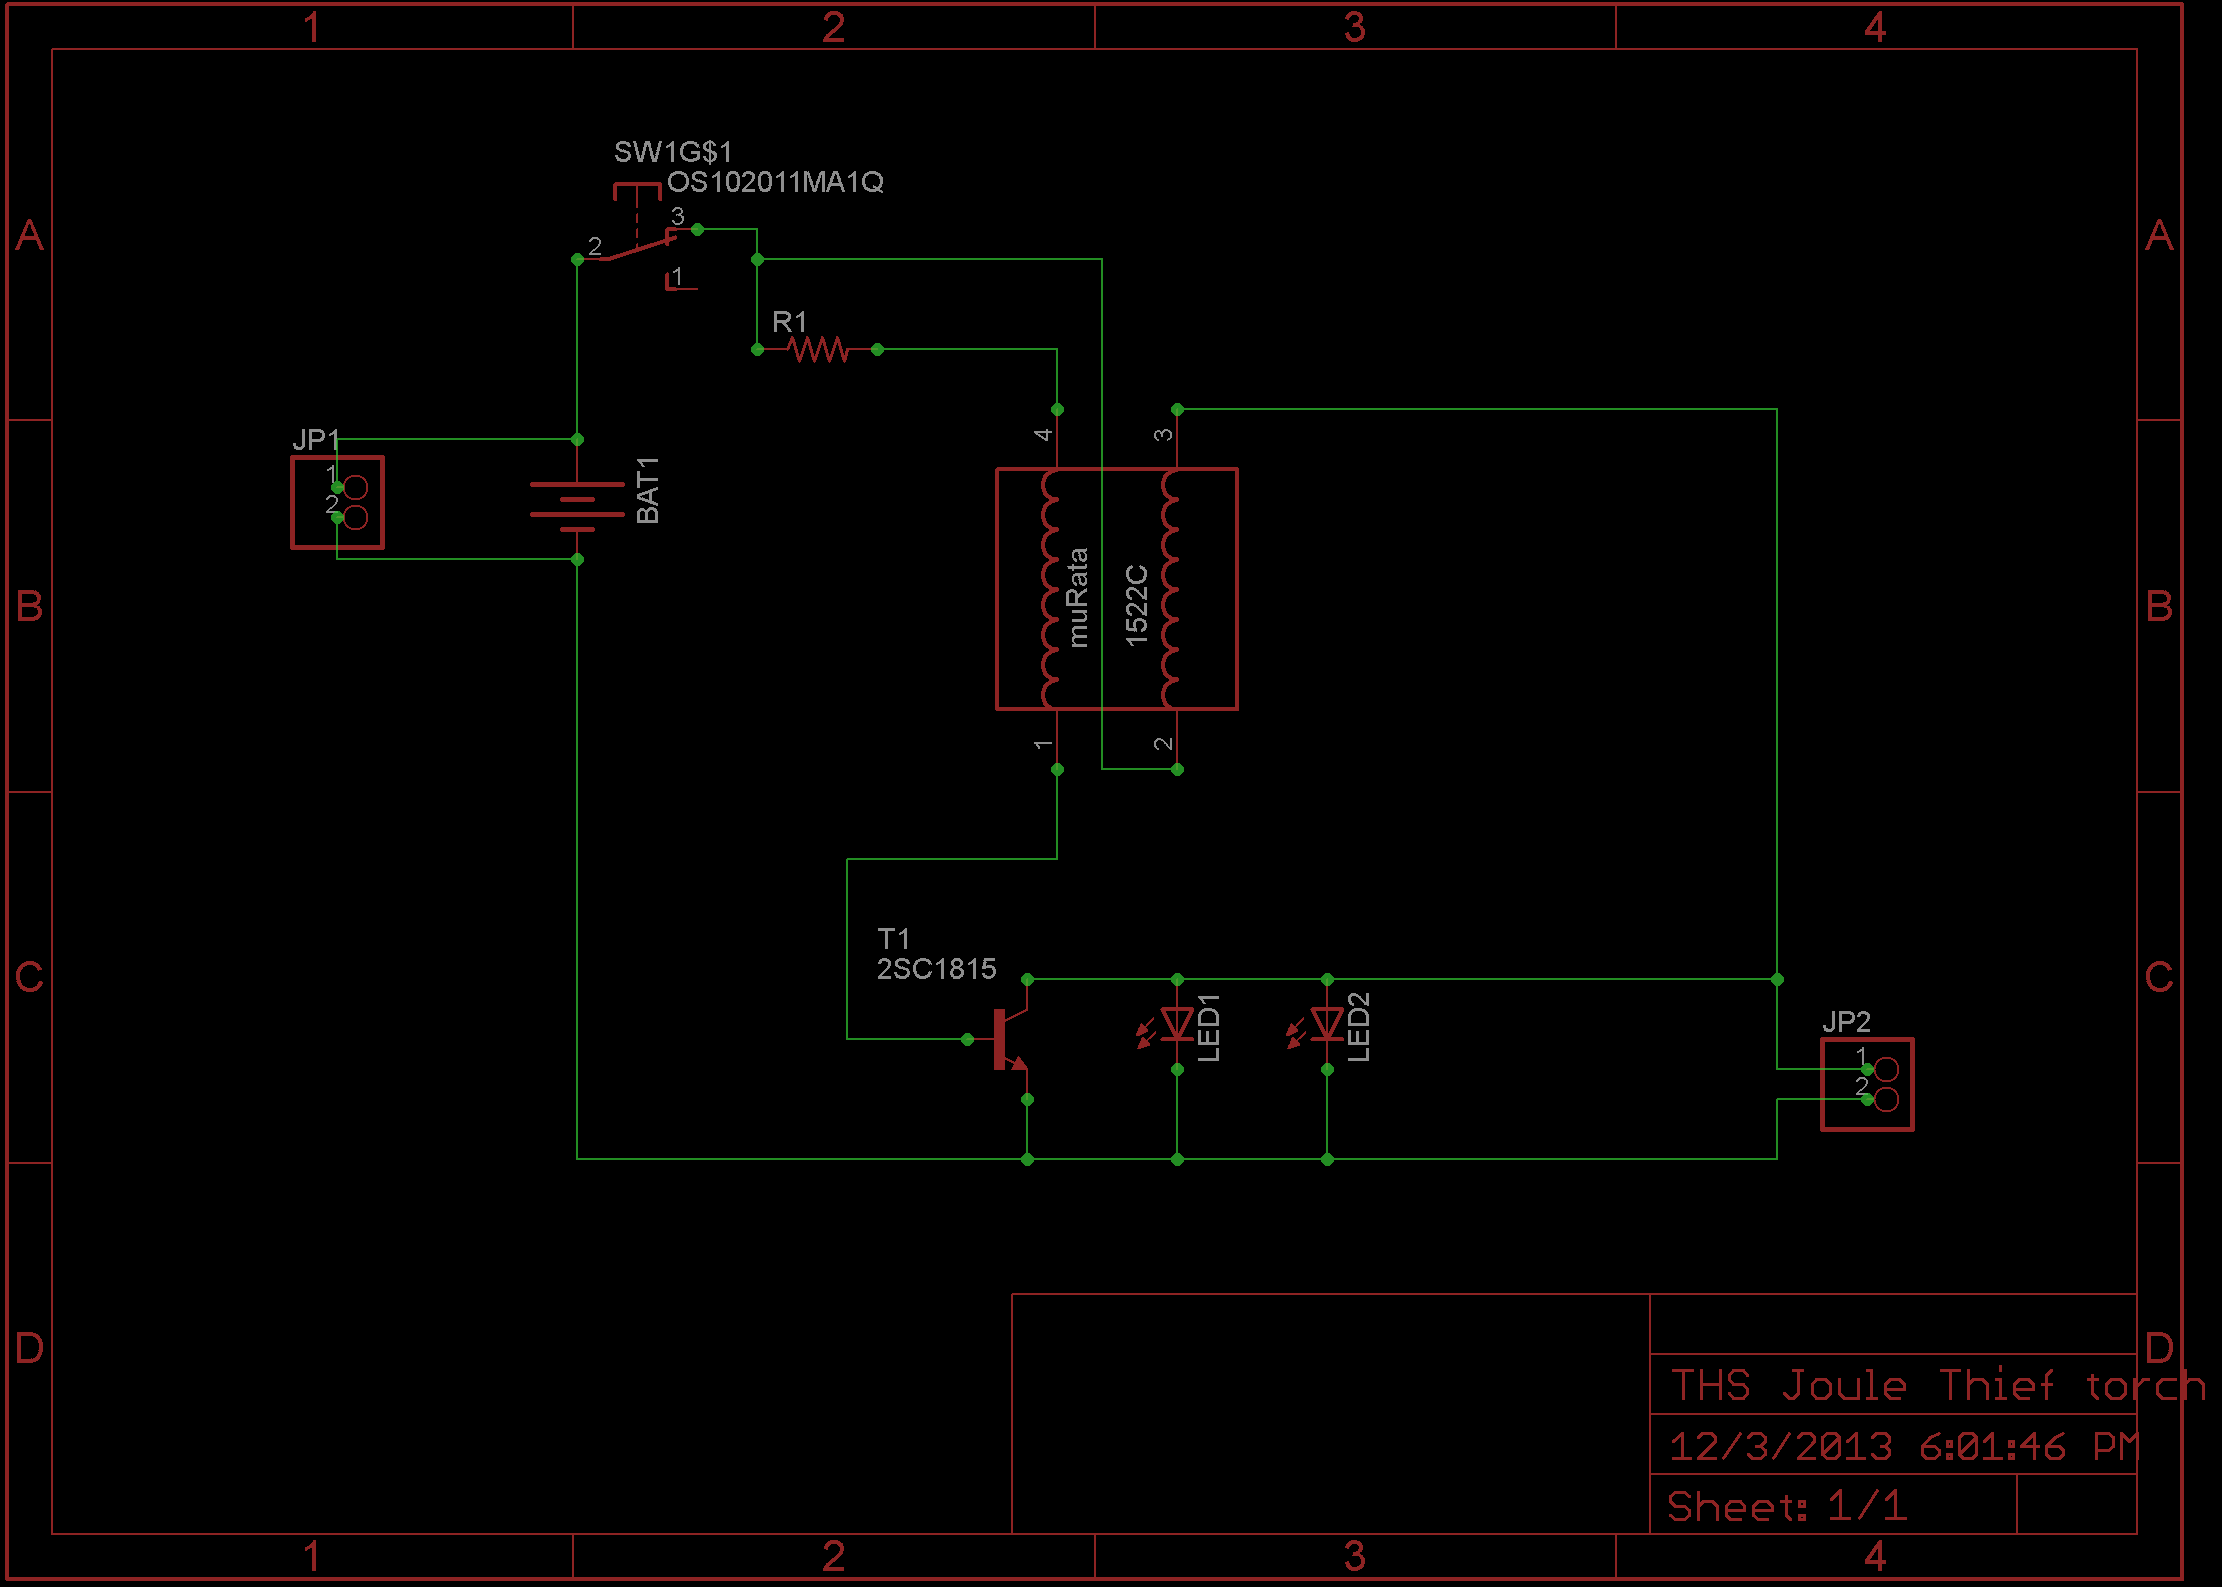 1 2 3 4
SW1G$1
OS102011MA1Q
3
A A
2
1
R1
4 3
JP1
1
2
BAT1
muRata
1522C
B B
1 2
T1
2SC1815
C C
LED1
LED2
JP2
1
2
D D
THS Joule Thief torch
12/3/2013 6:01:46 PM
Sheet: 1/1
1 2 3 4